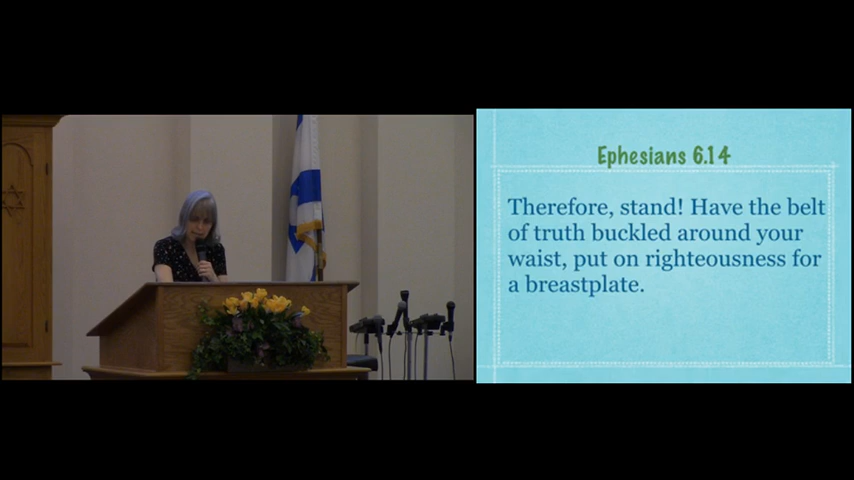 Ephesians 6.14
Therefore, stand! Have the belt
of truth buckled around your
waist, put on righteousness for
a breastplate.